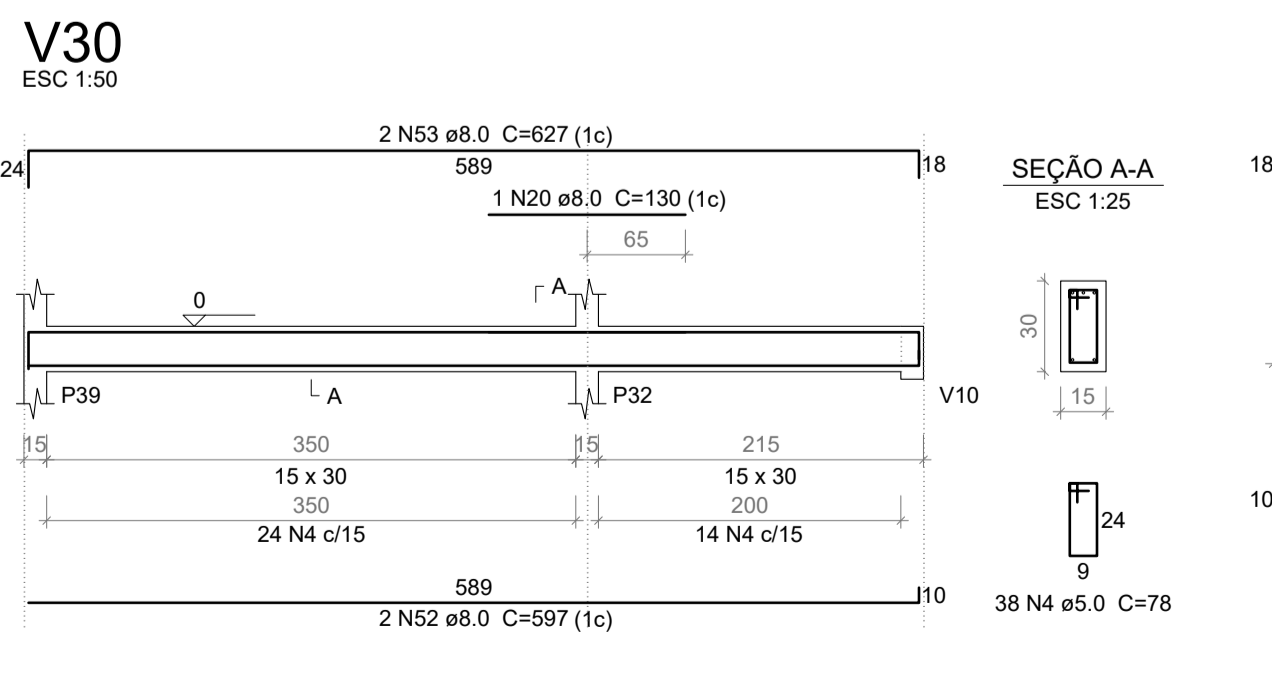 V30
ESC 1:50
2 N53 ø8.0 C=627 (1c)
24
589
18
1 N20 ø8.0 C=130 (1c)
65
0
A
A
P39
P32
V10
15
350
15
215
15 x 30
15 x 30
350
200
24 N4 c/15
14 N4 c/15
589
10
2 N52 ø8.0 C=597 (1c)
SEÇÃO A-A
ESC 1:25
30
15
24
9
38 N4 ø5.0 C=78
18
10